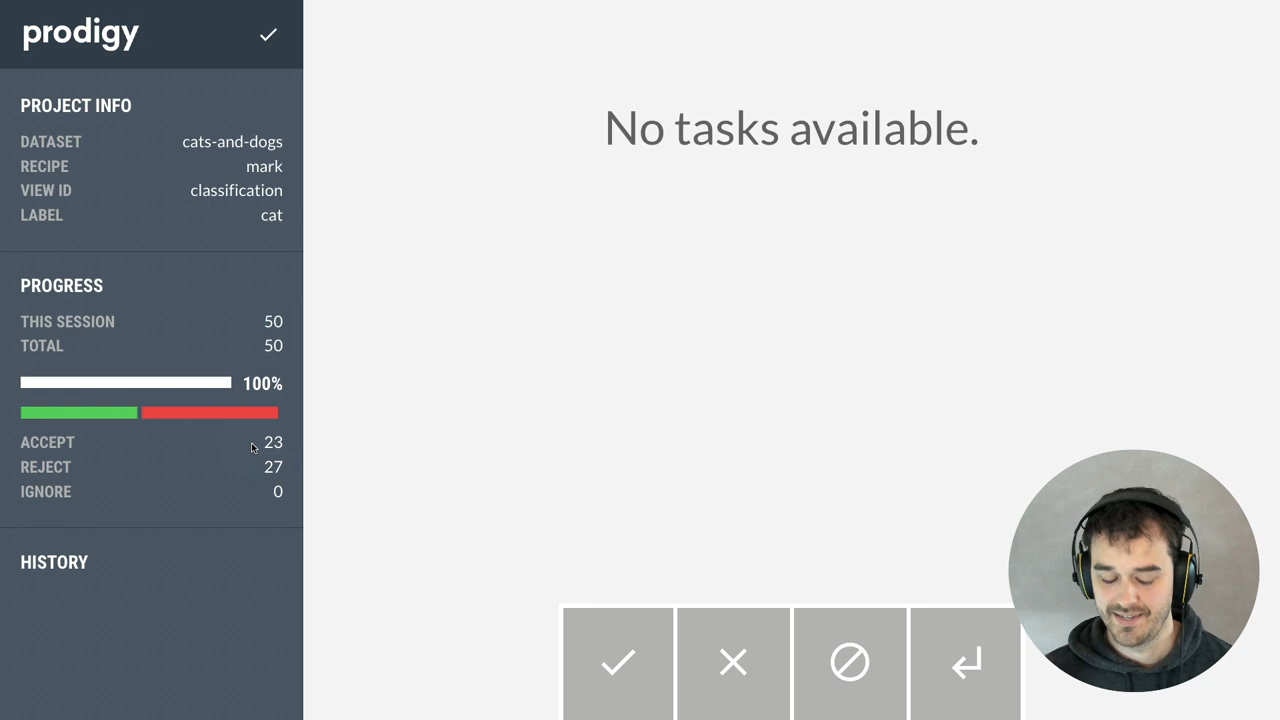 prodigy
PROJECT INFO
DATASET cats-and-dogs
RECIPE mark
VIEW ID classification
LABEL cat
PROGRESS
THIS SESSION 50
TOTAL 50
100%
ACCEPT 23
REJECT 27
IGNORE 0
HISTORY
No tasks available.